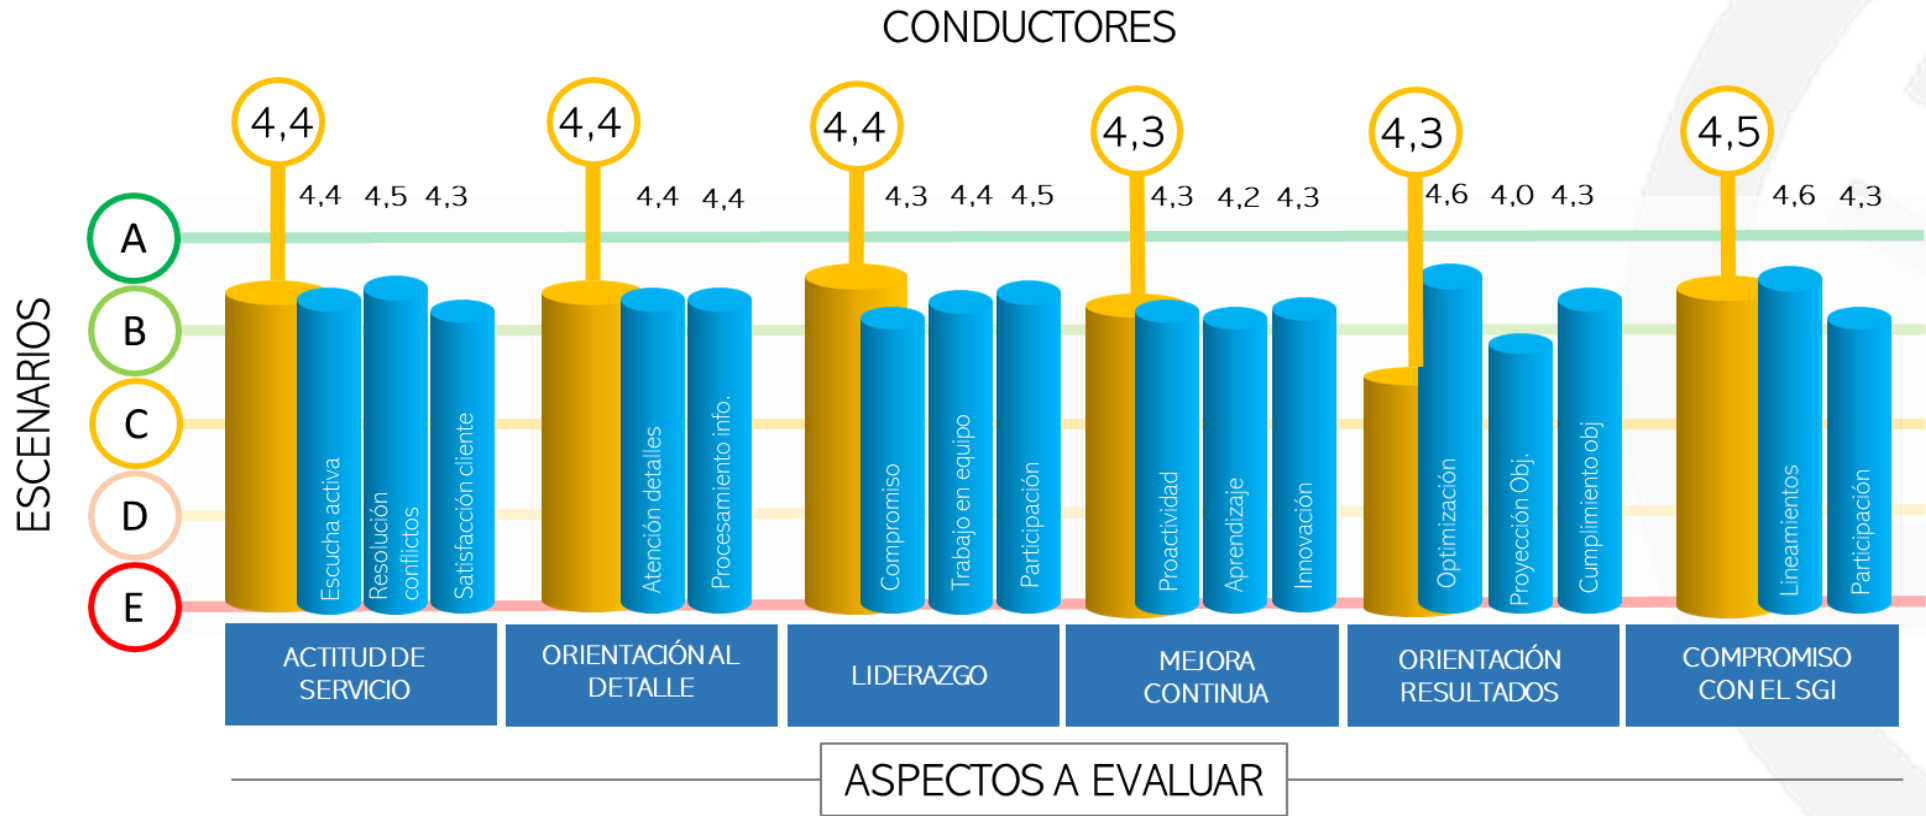 CONDUCTORES
4,4
4,4
4,4
4,3
4,3
4,5
4,4 4,5 4,3
4,4 4,4
4,3 4,4 4,5
4,3 4,2 4,3
4,6 4,0 4,3
4,6 4,3
ESCENARIOS
A
B
C
D
E
Escucha activa
Resolución
conflictos
Satisfacción cliente
Atención detalles
Procesamiento info.
Compromiso
Trabajo en equipo
Participación
Proactividad
Aprendizaje
Innovación
Optimización
Proyección Obj.
Cumplimiento obj
Lineamientos
Participación
ACTITUD DE
SERVICIO
ORIENTACIÓN AL
DETALLE
LIDERAZGO
MEJORA
CONTINUA
ORIENTACIÓN
RESULTADOS
COMPROMISO
CON EL SGI
ASPECTOS A EVALUAR